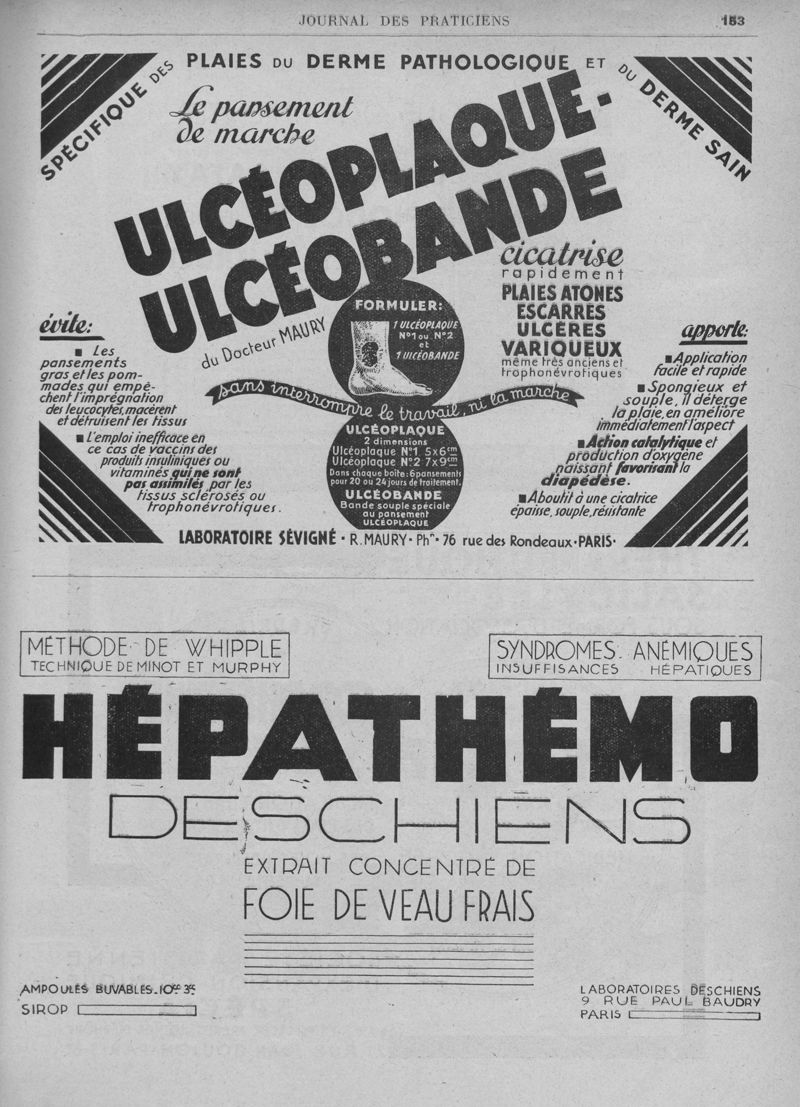 JOURNAL DES PRATICIENS
153
SPÉCIFIQUE DES PLAIES DU DERME PATHOLOGIQUE ET DU DERME SAIN
Le pansement
de marche
ULCÉOPLAQUE-
ULCÉOBANDE
du Docteur MAURY
cicatrise
rapidement
PLAIES ATONES
ESCARRES
ULCÈRES
VARIQUEUX
même très anciens et
trophonévrotiques
FORMULER:
1 ULCÉOPLAQUE
No1 ou No2
et
1 ULCÉOBANDE
évite:
■ Les
pansements
gras et les pom-
mades qui empê-
chent l'imprégnation
des leucocytes, macèrent
et détruisent les tissus
■ L'emploi inefficace en
ce cas de vaccins des
produits insuliniques ou
vitaminés qui ne sont
pas assimilés par les
tissus sclérosés ou
trophonévrotiques.
sans interrompre le travail, ni la marche
ULCÉOPLAQUE
2 dimensions
Ulcéoplaque No1 5x6cm
Ulcéoplaque No2 7x9cm
Dans chaque boîte: 6 pansements
pour 20 ou 24 jours de traitement.
ULCÉOBANDE
Bande souple spéciale
au pansement
ULCÉOPLAQUE
apporte:
■ Application
facile et rapide
■ Spongieux et
souple, il déterge
la plaie, en améliore
immédiatement l'aspect
■ Action catalytique et
production d'oxygène
naissant favorisant la
diapédèse.
■ Aboutit à une cicatrice
épaisse, souple, résistante
LABORATOIRE SÉVIGNÉ · R. MAURY · Phn · 76 rue des Rondeaux · PARIS ·
MÉTHODE DE WHIPPLE
TECHNIQUE DE MINOT ET MURPHY
SYNDROMES ANÉMIQUES
INSUFFISANCES HÉPATIQUES
HÉPATHÉMO
DESCHIENS
EXTRAIT CONCENTRÉ DE
FOIE DE VEAU FRAIS
AMPOULES BUVABLES. 10cc 3cc
SIROP
LABORATOIRES DESCHIENS
9 RUE PAUL BAUDRY
PARIS